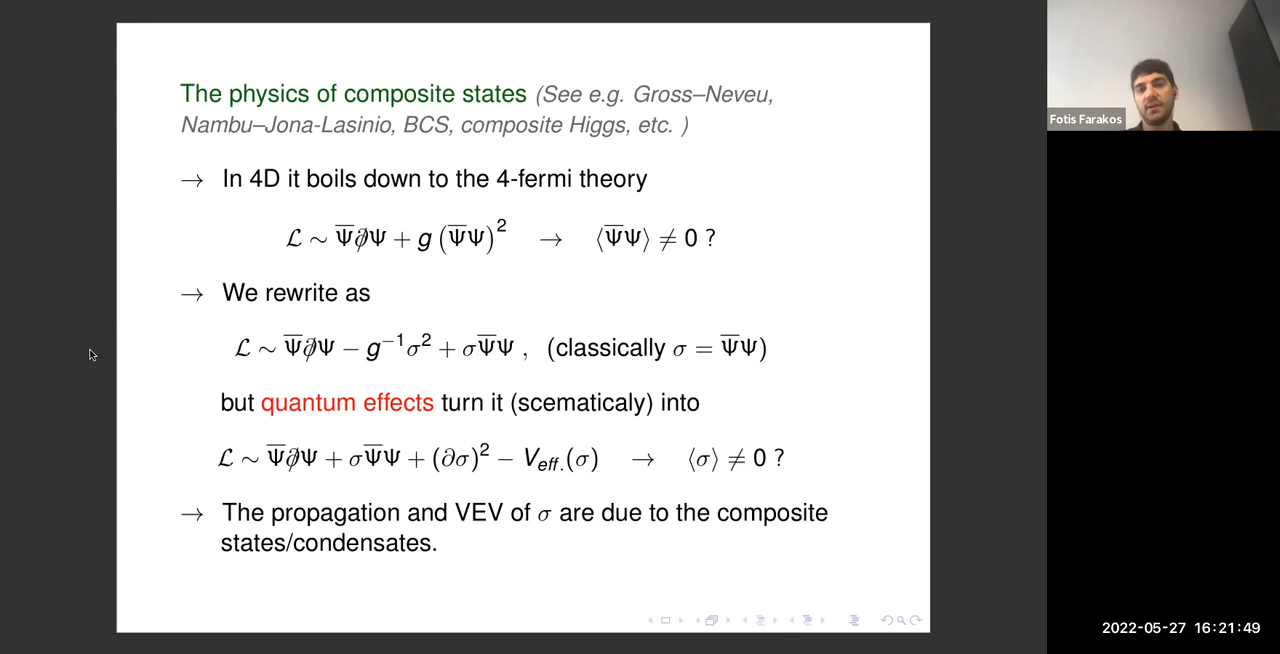 The physics of composite states (See e.g. Gross–Neveu,
Nambu–Jona-Lasinio, BCS, composite Higgs, etc. )
→ In 4D it boils down to the 4-fermi theory
ℒ ∼ Ψ̅∂̸Ψ + g (Ψ̅Ψ)² → ⟨Ψ̅Ψ⟩ ≠ 0 ?
→ We rewrite as
ℒ ∼ Ψ̅∂̸Ψ − g⁻¹σ² + σΨ̅Ψ , (classically σ = Ψ̅Ψ)
but quantum effects turn it (scematicaly) into
ℒ ∼ Ψ̅∂̸Ψ + σΨ̅Ψ + (∂σ)² − V_eff.(σ) → ⟨σ⟩ ≠ 0 ?
→ The propagation and VEV of σ are due to the composite
states/condensates.
Fotis Farakos
2022-05-27 16:21:49